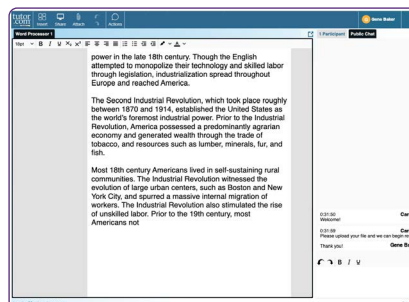 tutor.com
Insert
Share
Attach
Actions
Gene Baker
Word Processor 1
1 Participant
Public Chat
16pt
B I U X₂ X²
power in the late 18th century. Though the English
attempted to monopolize their technology and skilled labor
through legislation, industrialization spread throughout
Europe and reached America.
The Second Industrial Revolution, which took place roughly
between 1870 and 1914, established the United States as
the world's foremost industrial power. Prior to the Industrial
Revolution, America possessed a predominantly agrarian
economy and generated wealth through the trade of
tobacco, and resources such as lumber, minerals, fur, and
fish.
Most 18th century Americans lived in self-sustaining rural
communities. The Industrial Revolution witnessed the
evolution of large urban centers, such as Boston and New
York City, and spurred a massive internal migration of
workers. The Industrial Revolution also stimulated the rise
of unskilled labor. Prior to the 19th century, most
Americans not
0:31:30 Car
Welcome!
0:31:59 Car
Please upload your file and we can begin re
Thank you! Gene B
B I U